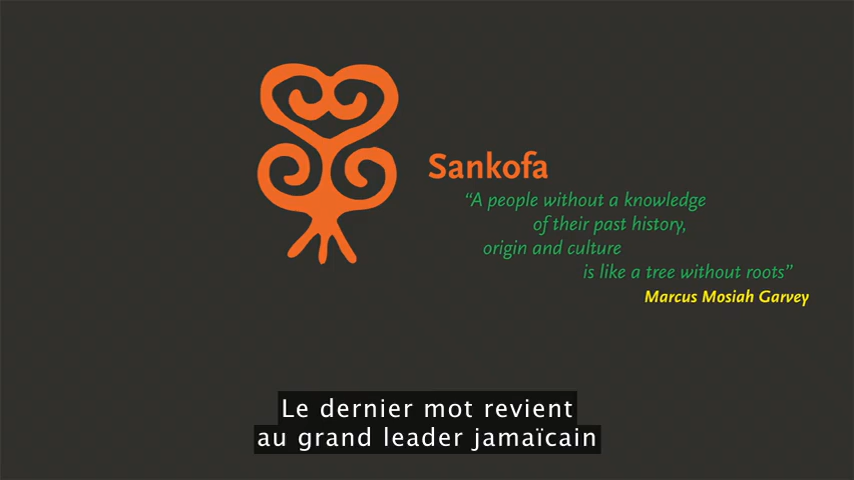 Sankofa
“A people without a knowledge
of their past history,
origin and culture
is like a tree without roots”
Marcus Mosiah Garvey
Le dernier mot revient
au grand leader jamaïcain